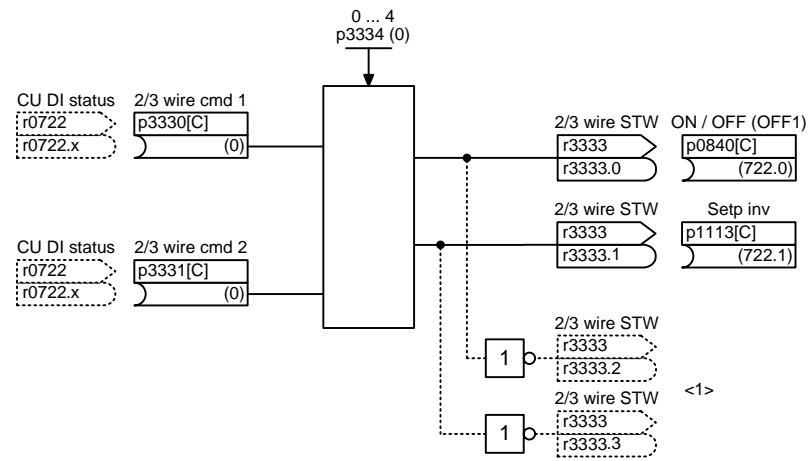 0 ... 4
p3334 (0)
CU DI status
2/3 wire cmd 1
r0722
p3330[C]
r0722.x
(0)
2/3 wire STW
ON / OFF (OFF1)
r3333
p0840[C]
r3333.0
(722.0)
2/3 wire STW
Setp inv
r3333
p1113[C]
r3333.1
(722.1)
CU DI status
2/3 wire cmd 2
r0722
p3331[C]
r0722.x
(0)
2/3 wire STW
1
r3333
r3333.2
<1>
2/3 wire STW
1
r3333
r3333.3